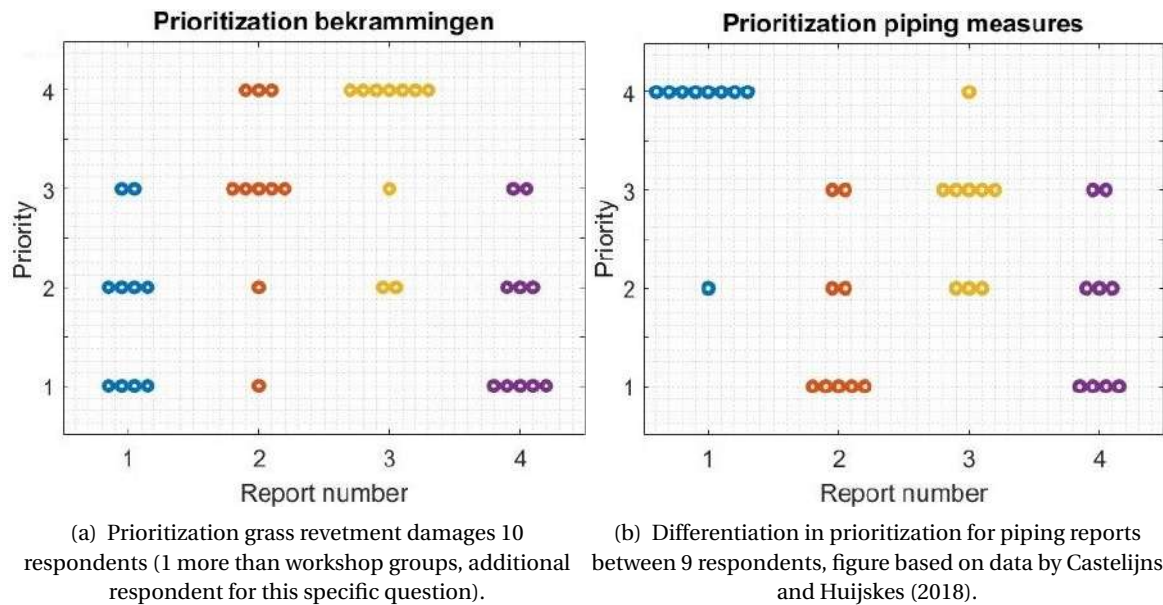 Prioritization bekrammingen
4
3
2
1
Priority
1 2 3 4
Report number
(a) Prioritization grass revetment damages 10
respondents (1 more than workshop groups, additional
respondent for this specific question).
Prioritization piping measures
4
3
2
1
Priority
1 2 3 4
Report number
(b) Differentiation in prioritization for piping reports
between 9 respondents, figure based on data by Castelijns
and Huijskes (2018).